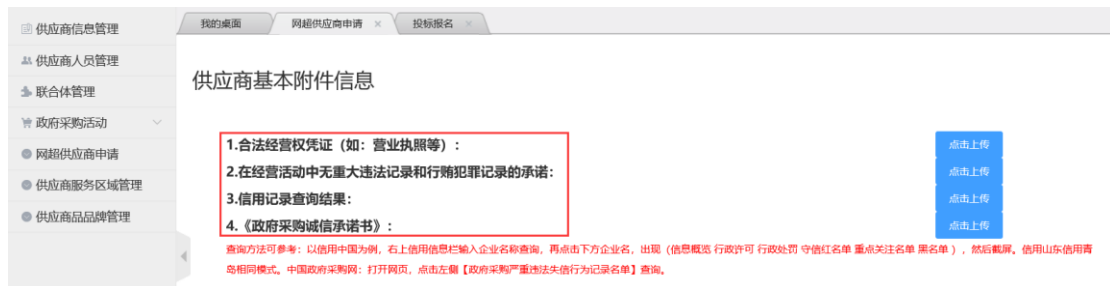 我的桌面 网超供应商申请 × 投标报名 ×
供应商信息管理
供应商人员管理
联合体管理
政府采购活动
网超供应商申请
供应商服务区域管理
供应商品品牌管理
供应商基本附件信息
1.合法经营权凭证（如：营业执照等）： 点击上传
2.在经营活动中无重大违法记录和行贿犯罪记录的承诺： 点击上传
3.信用记录查询结果： 点击上传
4.《政府采购诚信承诺书》： 点击上传
查询方法可参考：以信用中国为例，右上信用信息栏输入企业名称查询，再点击下方企业名，出现（信息概览 行政许可 行政处罚 守信红名单 重点关注名单 黑名单 ），然后截屏。信用山东信用青
岛相同模式。中国政府采购网：打开网页，点击左侧【政府采购严重违法失信行为记录名单】查询。